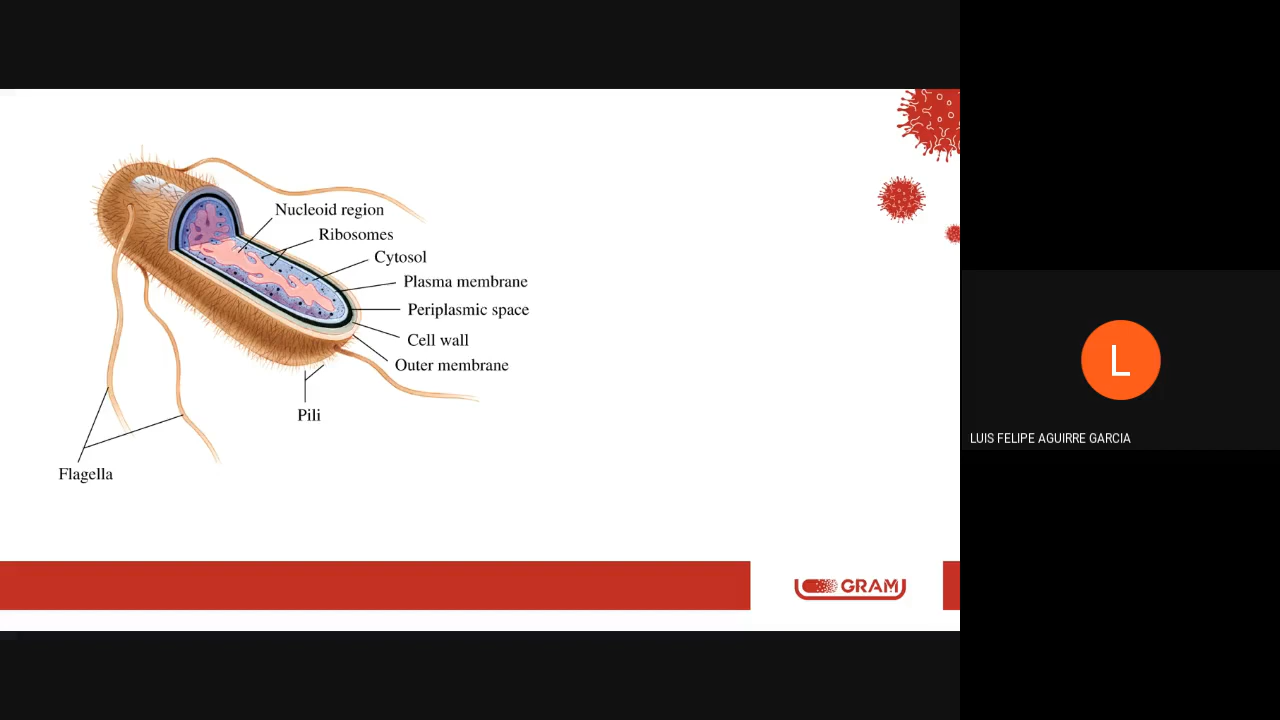 Nucleoid region
Ribosomes
Cytosol
Plasma membrane
Periplasmic space
Cell wall
Outer membrane
Pili
Flagella
GRAM
L
LUIS FELIPE AGUIRRE GARCIA